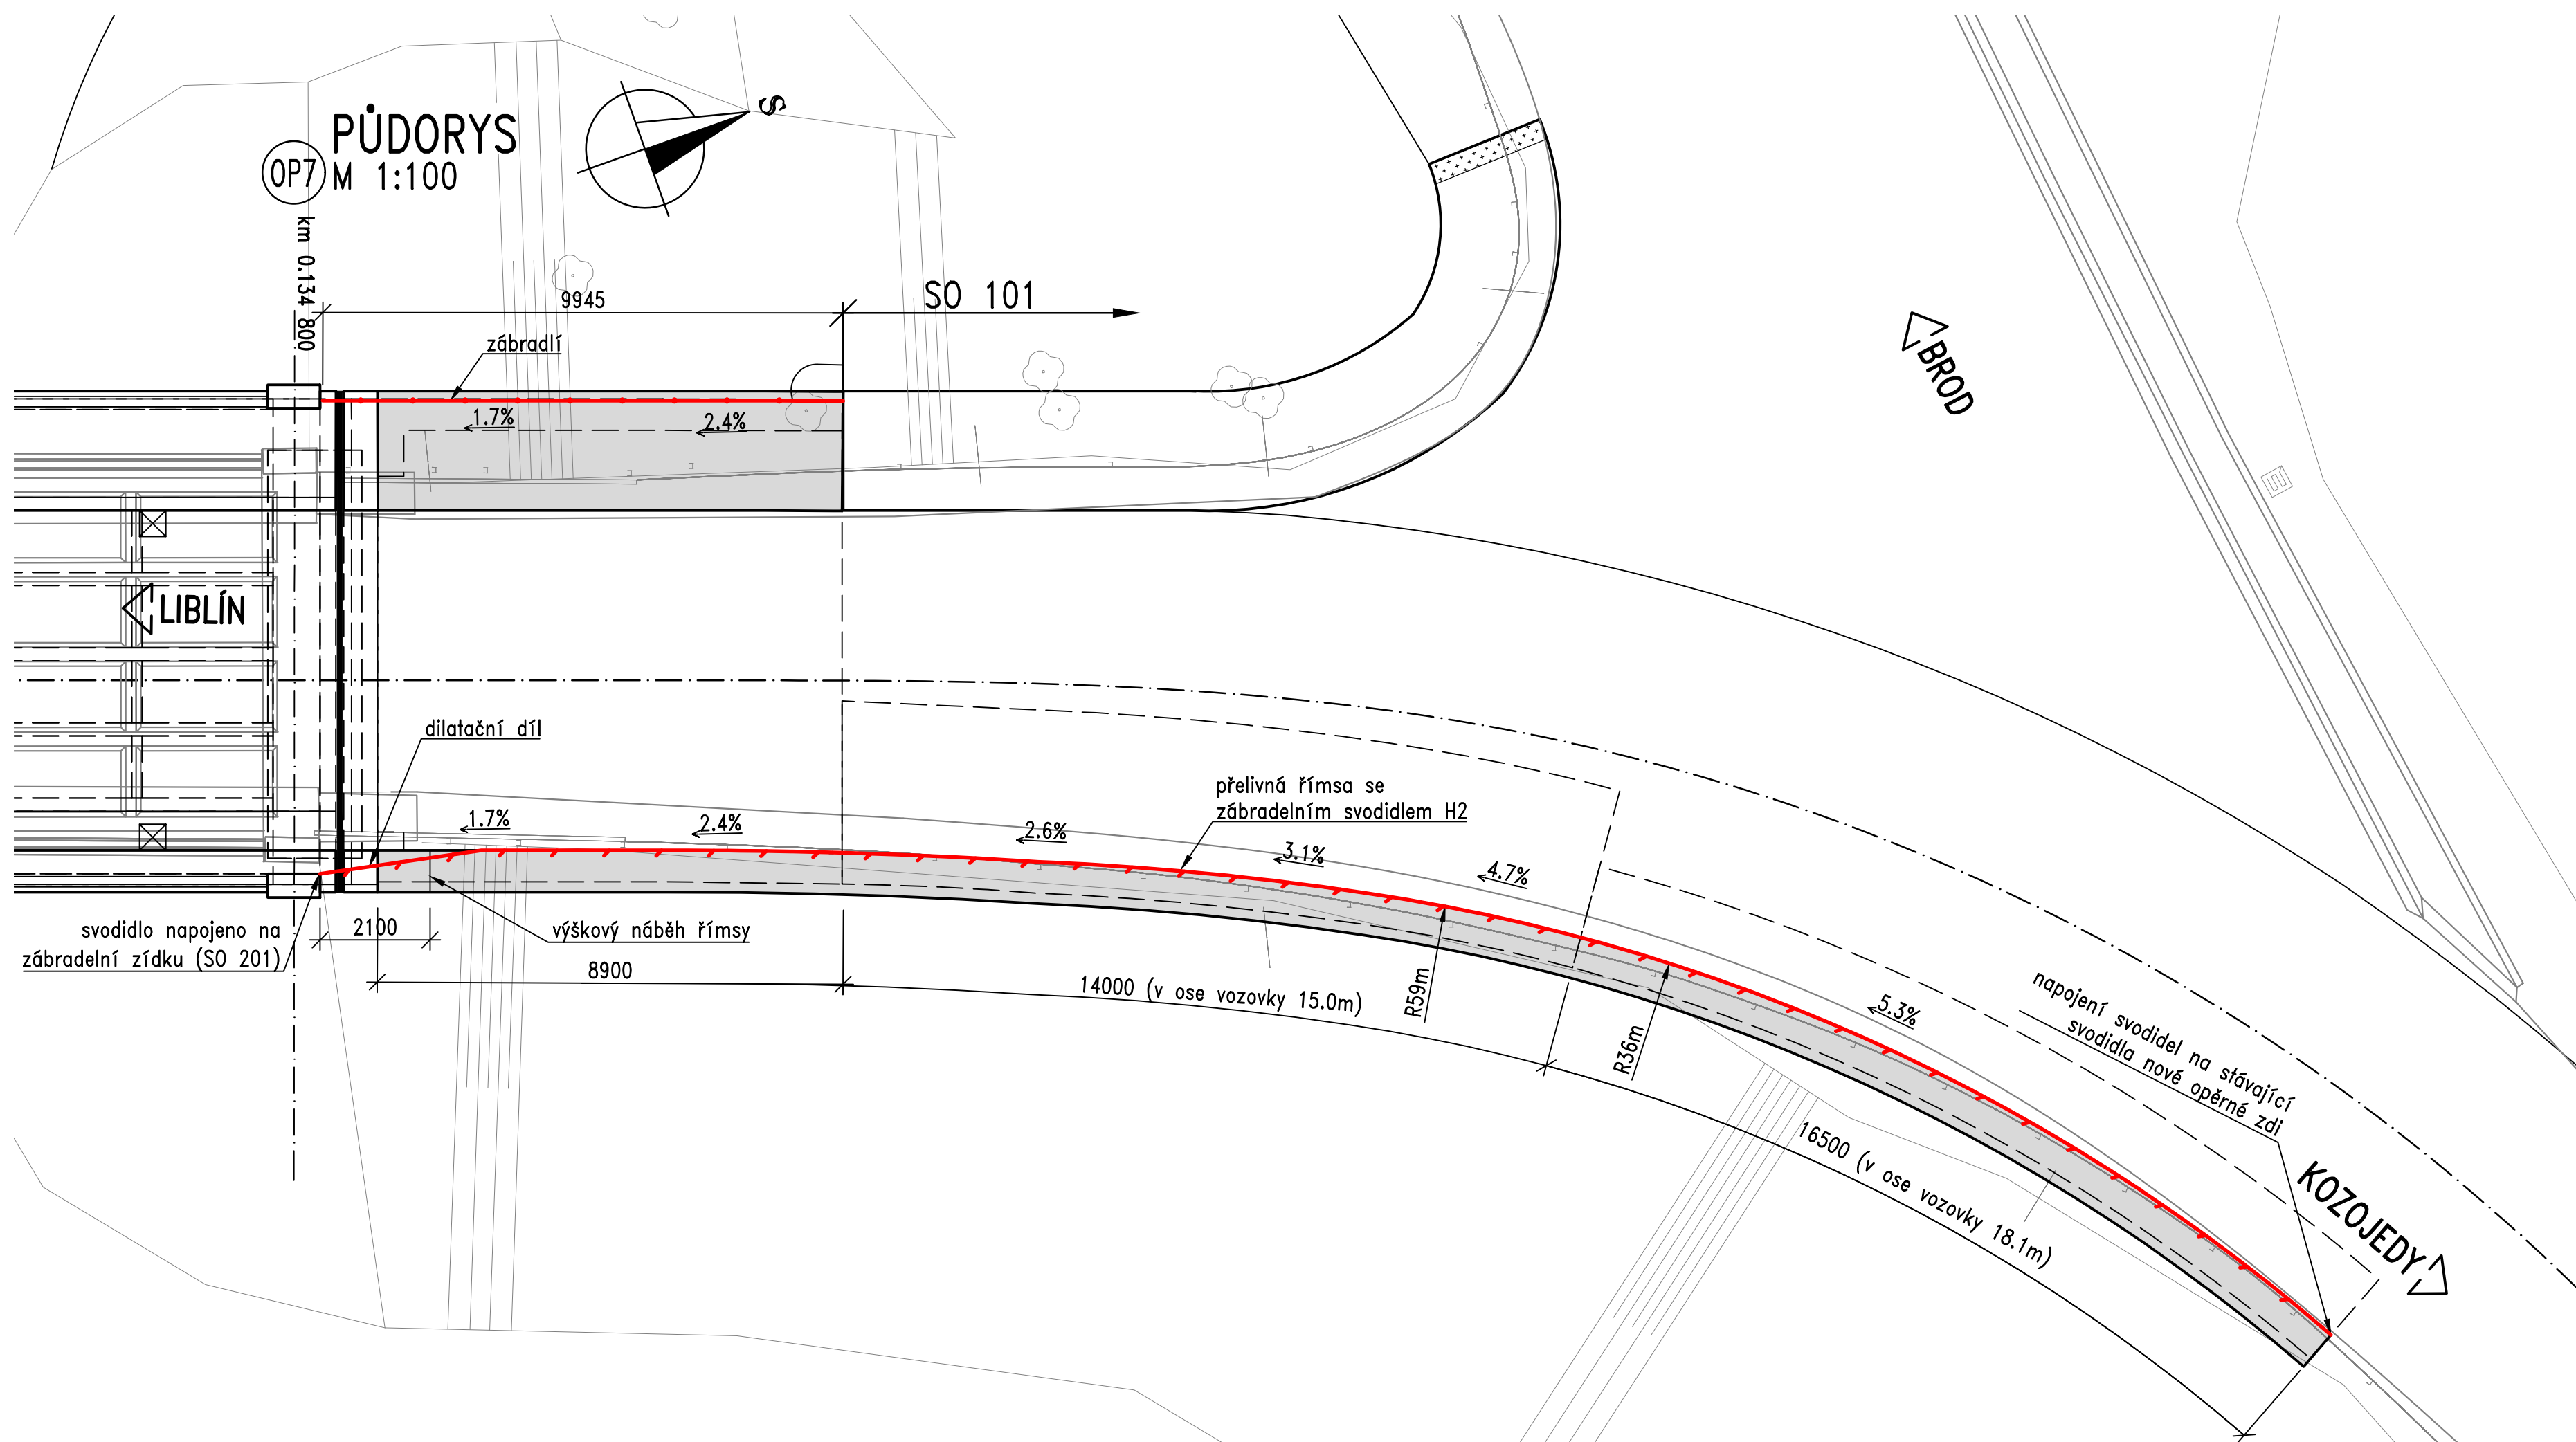 PŮDORYS
OP7
M 1:100
S
km 0.134 800
9945
SO 101
zábradlí
1.7%
2.4%
BROD
LIBLÍN
dilatační díl
přelivná římsa se
zábradelním svodidlem H2
1.7%
2.4%
2.6%
3.1%
4.7%
5.3%
svodidlo napojeno na
zábradelní zídku (SO 201)
2100
výškový náběh římsy
8900
14000 (v ose vozovky 15.0m)
R59m
R36m
napojení svodidel na stávající
svodidla nové opěrné zdi
16500 (v ose vozovky 18.1m)
KOZOJEDY